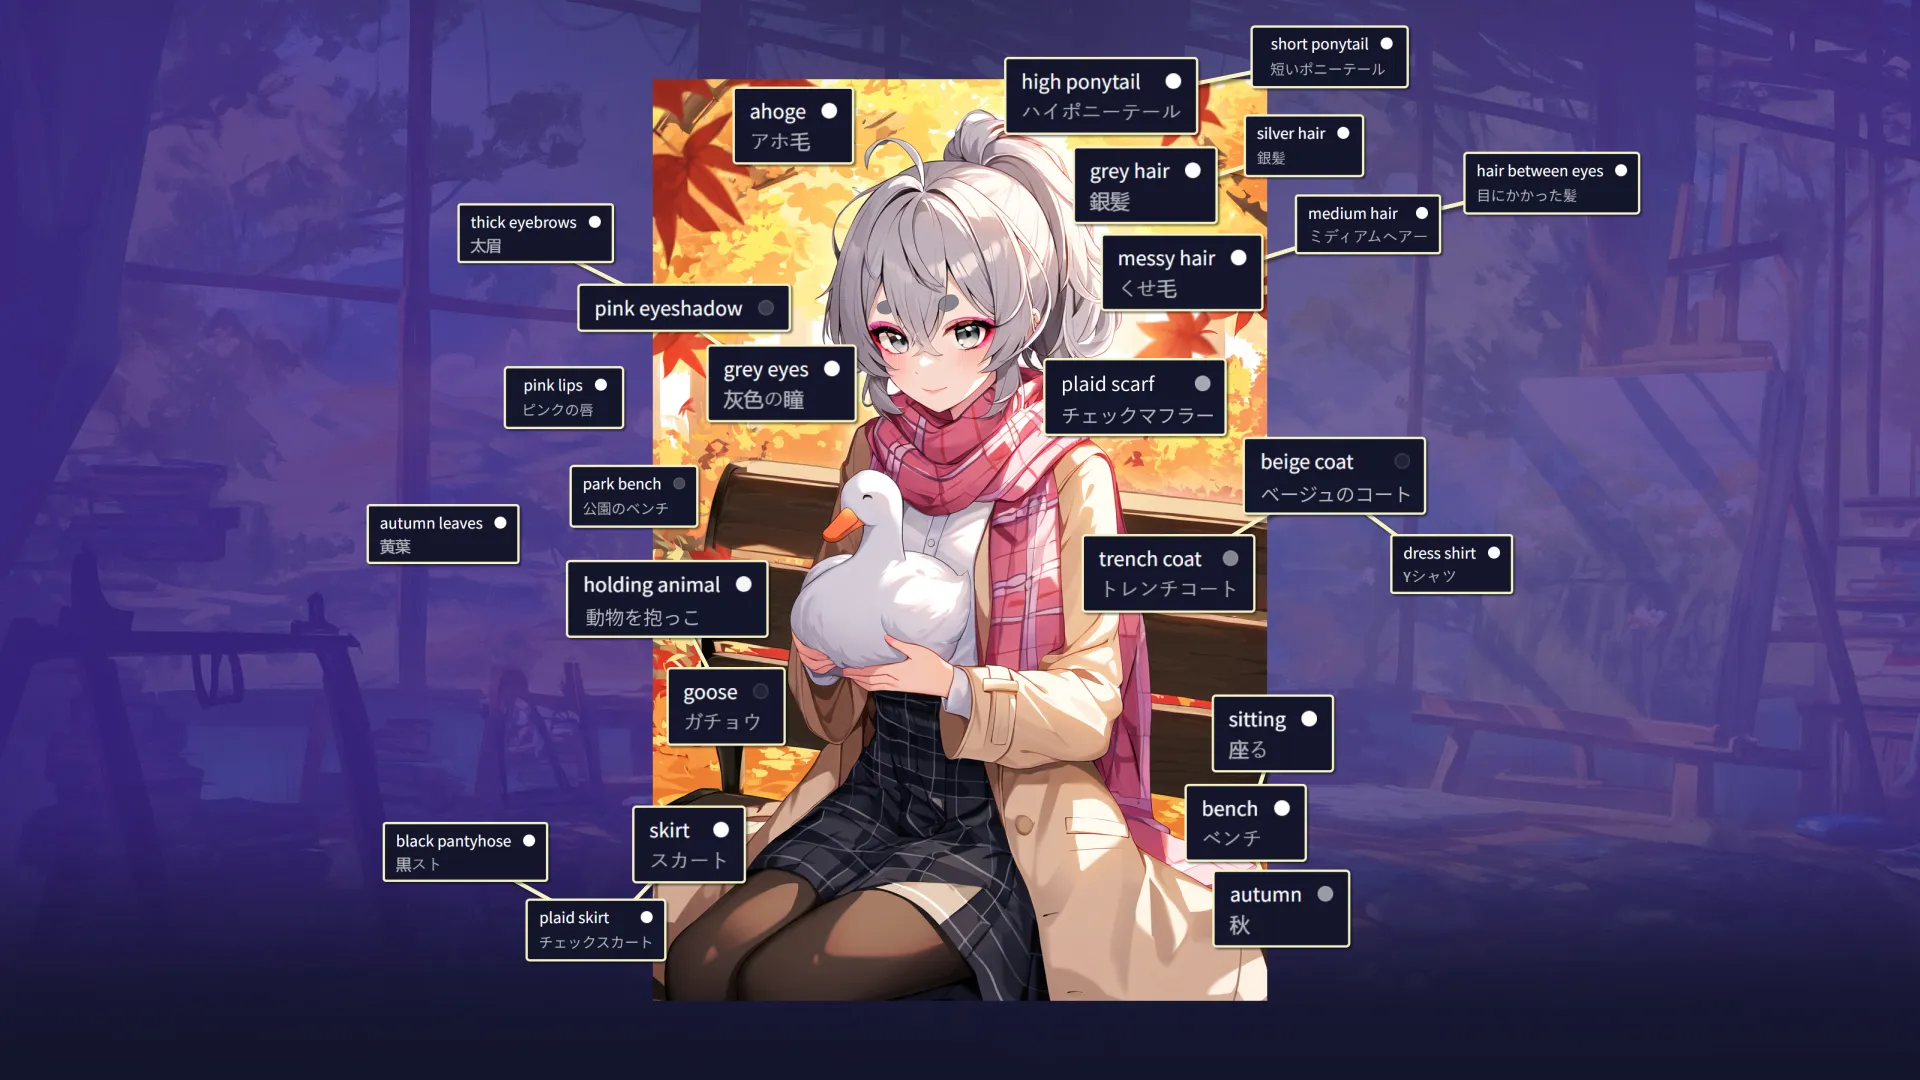 short ponytail
短いポニーテール
high ponytail
ハイポニーテール
ahoge
アホ毛
silver hair
銀髪
grey hair
銀髪
hair between eyes
目にかかった髪
medium hair
ミディアムヘアー
thick eyebrows
太眉
messy hair
くせ毛
pink eyeshadow
grey eyes
灰色の瞳
pink lips
ピンクの唇
plaid scarf
チェックマフラー
beige coat
ベージュのコート
park bench
公園のベンチ
autumn leaves
黄葉
trench coat
トレンチコート
dress shirt
Yシャツ
holding animal
動物を抱っこ
goose
ガチョウ
sitting
座る
bench
ベンチ
skirt
スカート
black pantyhose
黒スト
autumn
秋
plaid skirt
チェックスカート